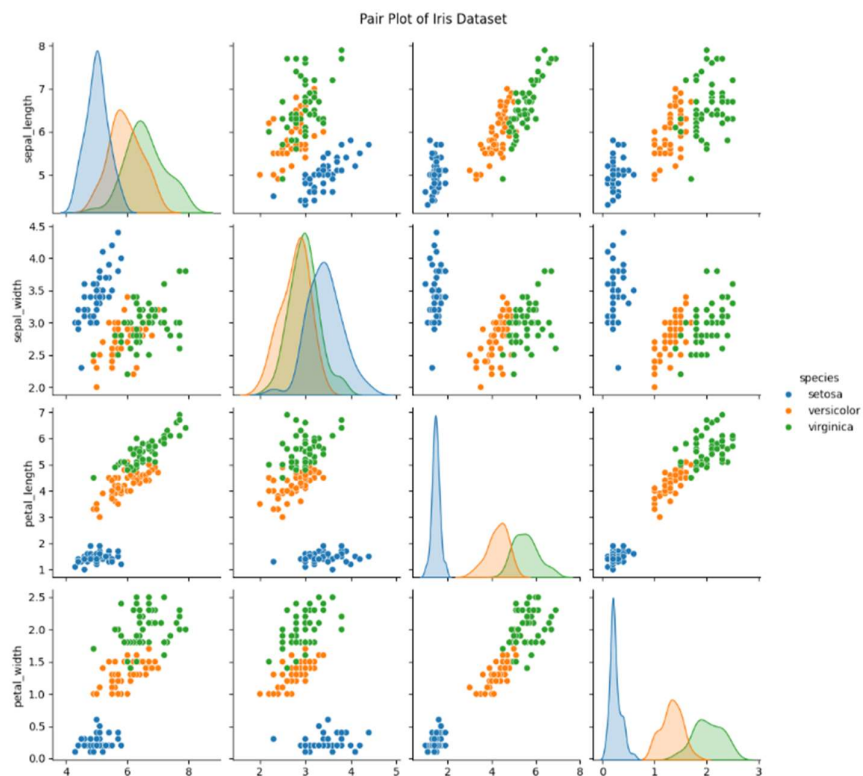 Pair Plot of Iris Dataset
8
7
6
5
sepal_length
4.5
4.0
3.5
3.0
2.5
2.0
sepal_width
species
setosa
versicolor
virginica
7
6
5
4
3
2
1
petal_length
2.5
2.0
1.5
1.0
0.5
0.0
petal_width
4 6 8 2 3 4 5 2 4 6 8 0 1 2 3